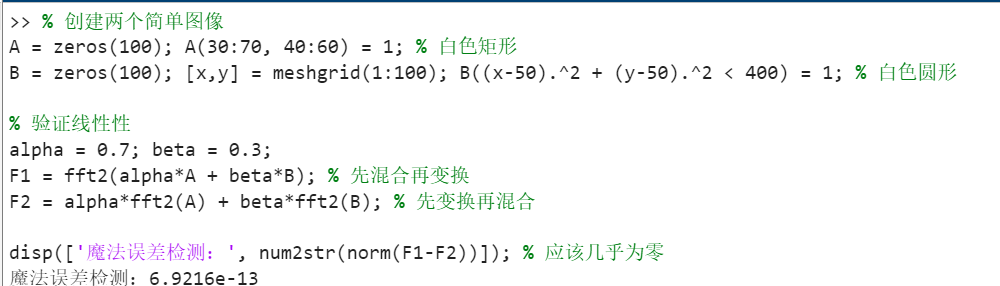 >> % 创建两个简单图像
A = zeros(100); A(30:70, 40:60) = 1; % 白色矩形
B = zeros(100); [x,y] = meshgrid(1:100); B((x-50).^2 + (y-50).^2 < 400) = 1; % 白色圆形
% 验证线性性
alpha = 0.7; beta = 0.3;
F1 = fft2(alpha*A + beta*B); % 先混合再变换
F2 = alpha*fft2(A) + beta*fft2(B); % 先变换再混合
disp(['魔法误差检测：', num2str(norm(F1-F2))]); % 应该几乎为零
魔法误差检测：6.9216e-13